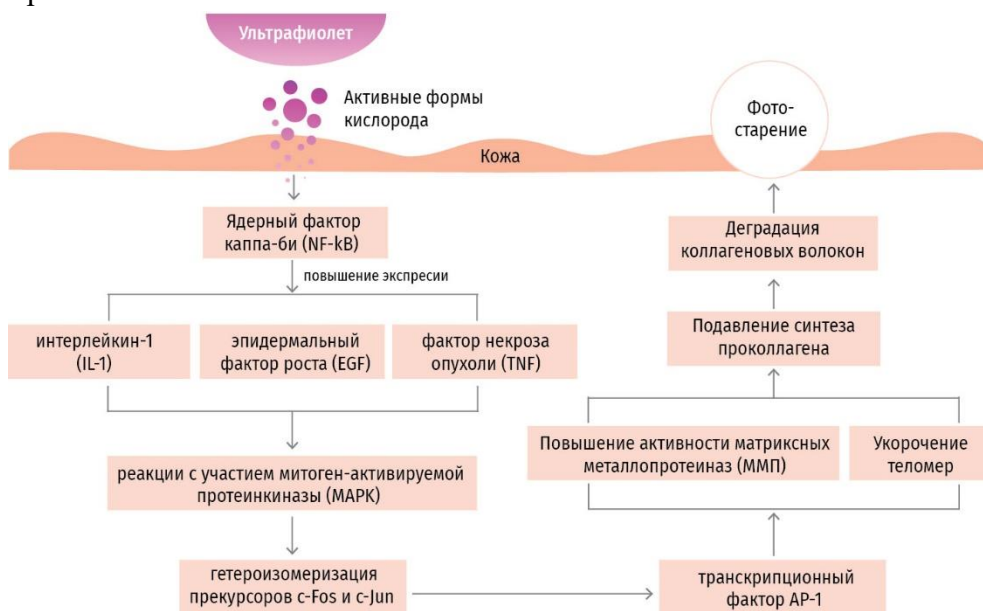 Ультрафиолет
Активные формы
кислорода
Фото-
старение
Кожа
Ядерный фактор
каппа-би (NF-kB)
повышение экспресии
интерлейкин-1
(IL-1)
эпидермальный
фактор роста (EGF)
фактор некроза
опухоли (TNF)
реакции с участием митоген-активируемой
протеинкиназы (MAPK)
гетероизомеризация
прекурсоров c-Fos и c-Jun
транскрипционный
фактор AP-1
Повышение активности матриксных
металлопротеиназ (ММП)
Укорочение
теломер
Подавление синтеза
проколлагена
Деградация
коллагеновых волокон